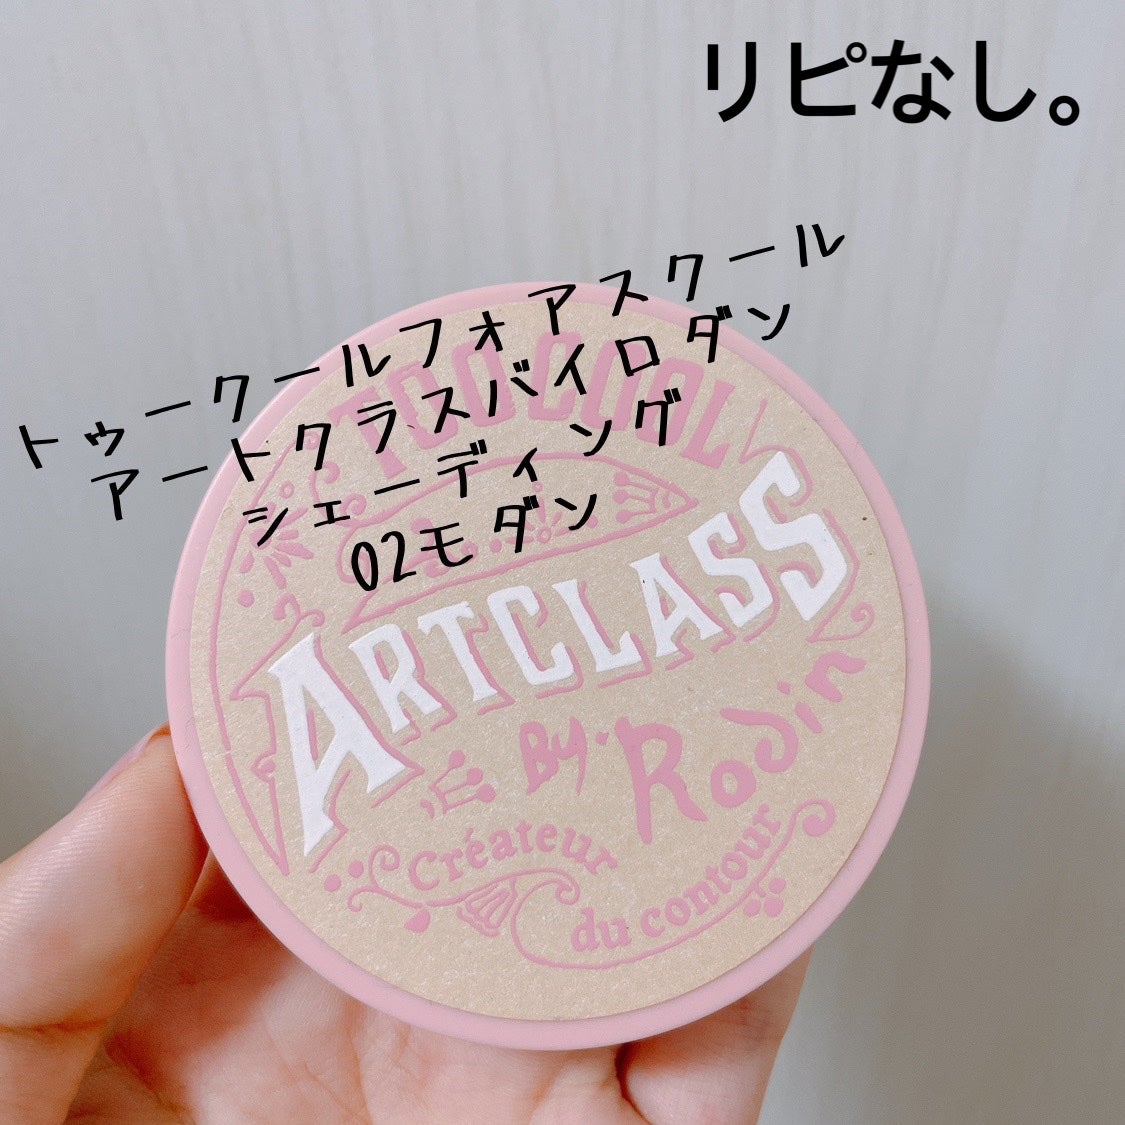 リピなし。
トゥークールフォアスクール
アートクラスバイロダン
シェーディング
02モダン
TOO COOL
ARTCLASS
By Rodin
Créateur
du contour